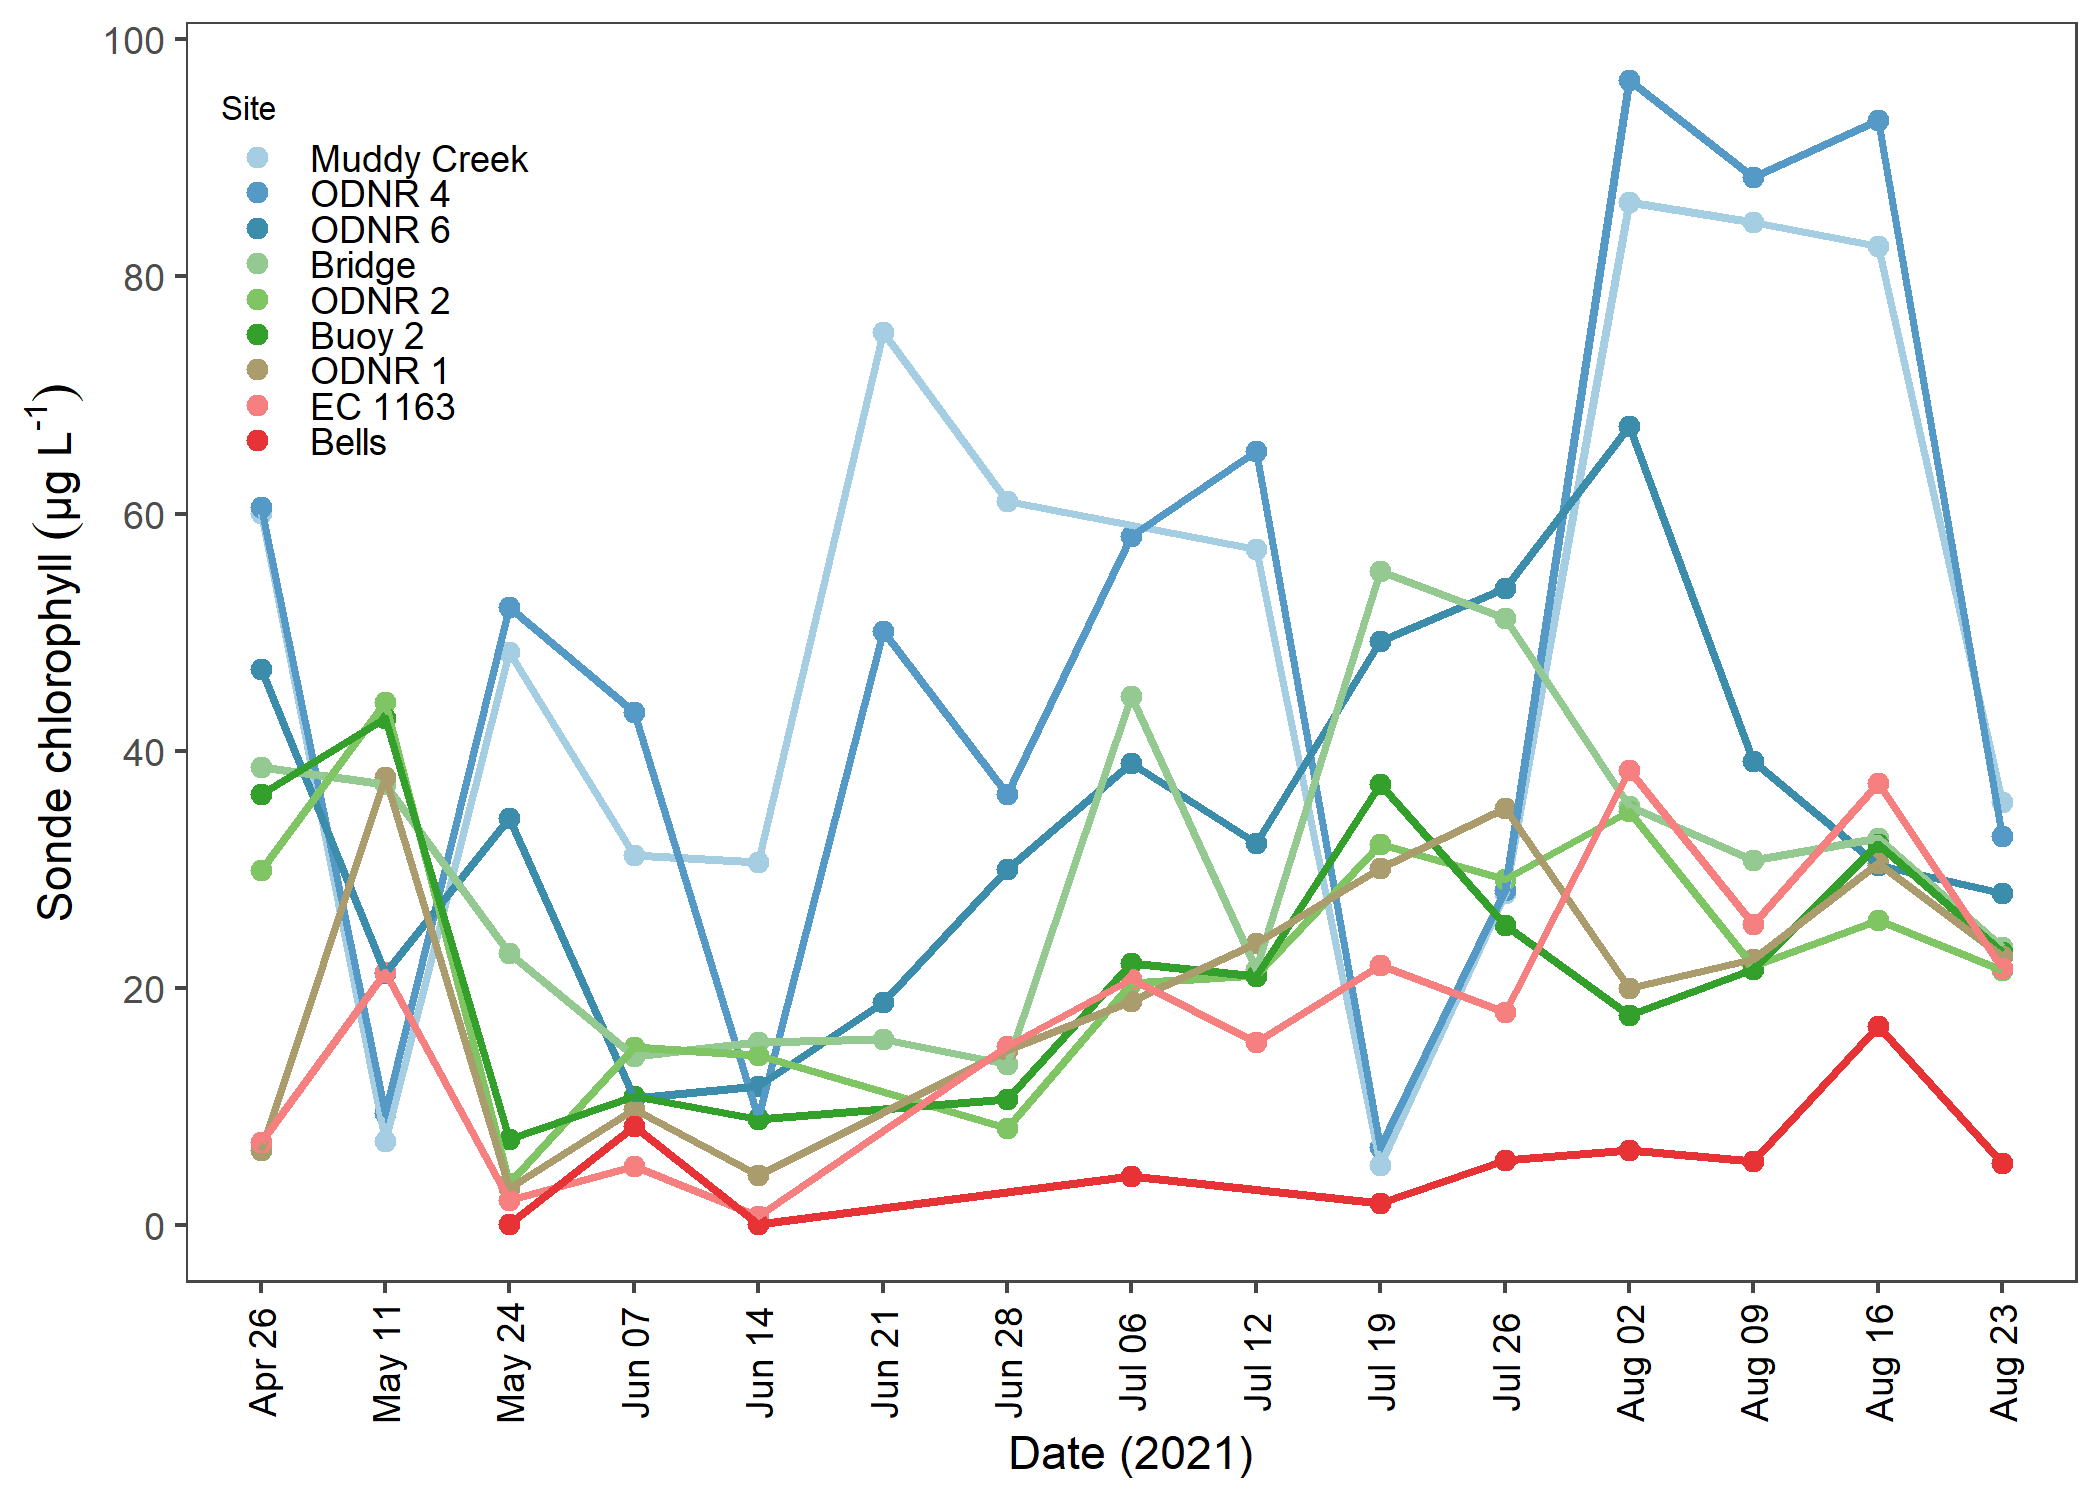 100
80
60
40
20
0
Sonde chlorophyll (µg L⁻¹)
Site
Muddy Creek
ODNR 4
ODNR 6
Bridge
ODNR 2
Buoy 2
ODNR 1
EC 1163
Bells
Apr 26
May 11
May 24
Jun 07
Jun 14
Jun 21
Jun 28
Jul 06
Jul 12
Jul 19
Jul 26
Aug 02
Aug 09
Aug 16
Aug 23
Date (2021)